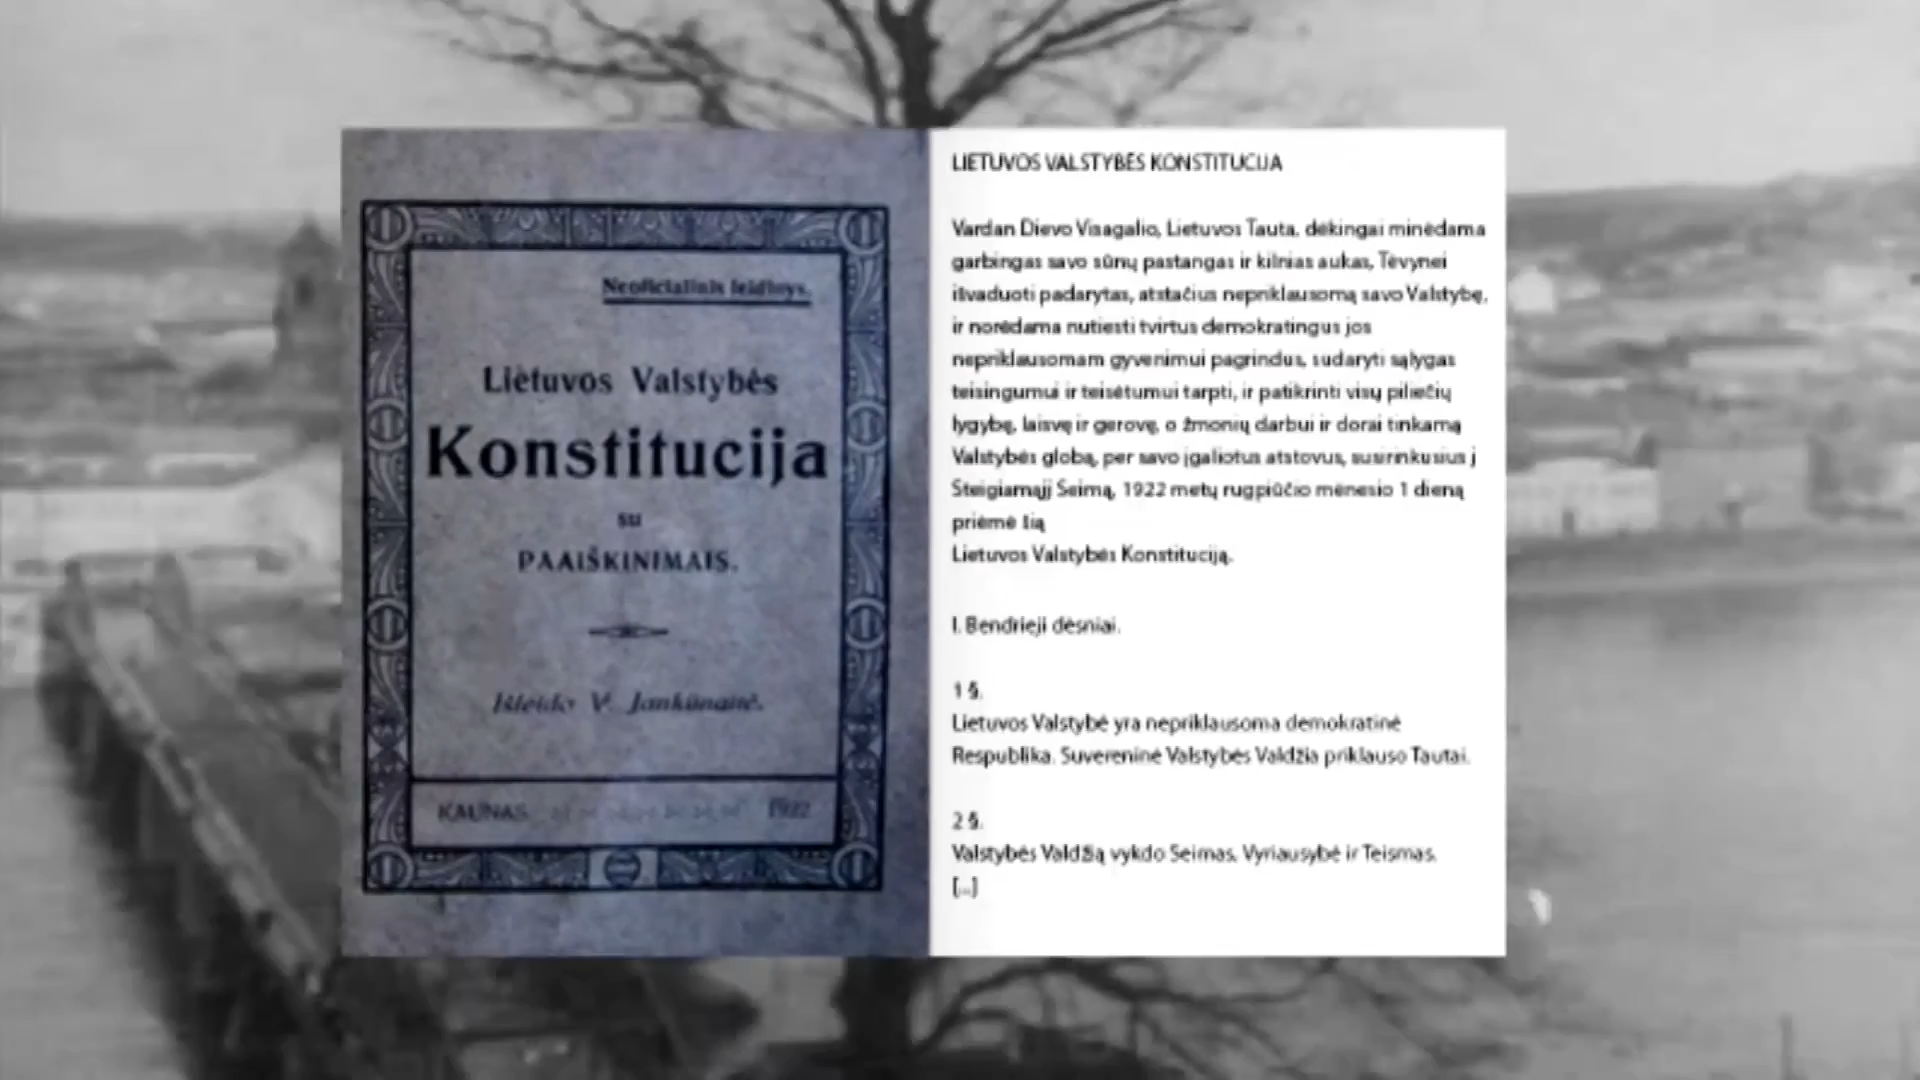 Neoficialinis leidinys.
Lietuvos Valstybės
Konstitucija
su
PAAIŠKINIMAIS.
Išleido V. Jankūnaitė.
KAUNAS 1922
LIETUVOS VALSTYBĖS KONSTITUCIJA
Vardan Dievo Visagalio, Lietuvos Tauta, dėkingai minėdama
garbingas savo sūnų pastangas ir kilnias aukas, Tėvynei
išvaduoti padarytas, atstačius nepriklausomą savo Valstybę,
ir norėdama nutiesti tvirtus demokratingus jos
nepriklausomam gyvenimui pagrindus, sudaryti sąlygas
teisingumui ir teisėtumui tarpti, ir patikrinti visų piliečių
lygybę, laisvę ir gerovę, o žmonių darbui ir dorai tinkamą
Valstybės globą, per savo įgaliotus atstovus, susirinkusius į
Steigiamąjį Seimą, 1922 metų rugpiūčio mėnesio 1 dieną
priėmė šią
Lietuvos Valstybės Konstituciją.
I. Bendrieji dėsniai.
1 §.
Lietuvos Valstybė yra nepriklausoma demokratinė
Respublika. Suvereninė Valstybės Valdžia priklauso Tautai.
2 §.
Valstybės Valdžią vykdo Seimas, Vyriausybė ir Teismas.
[...]